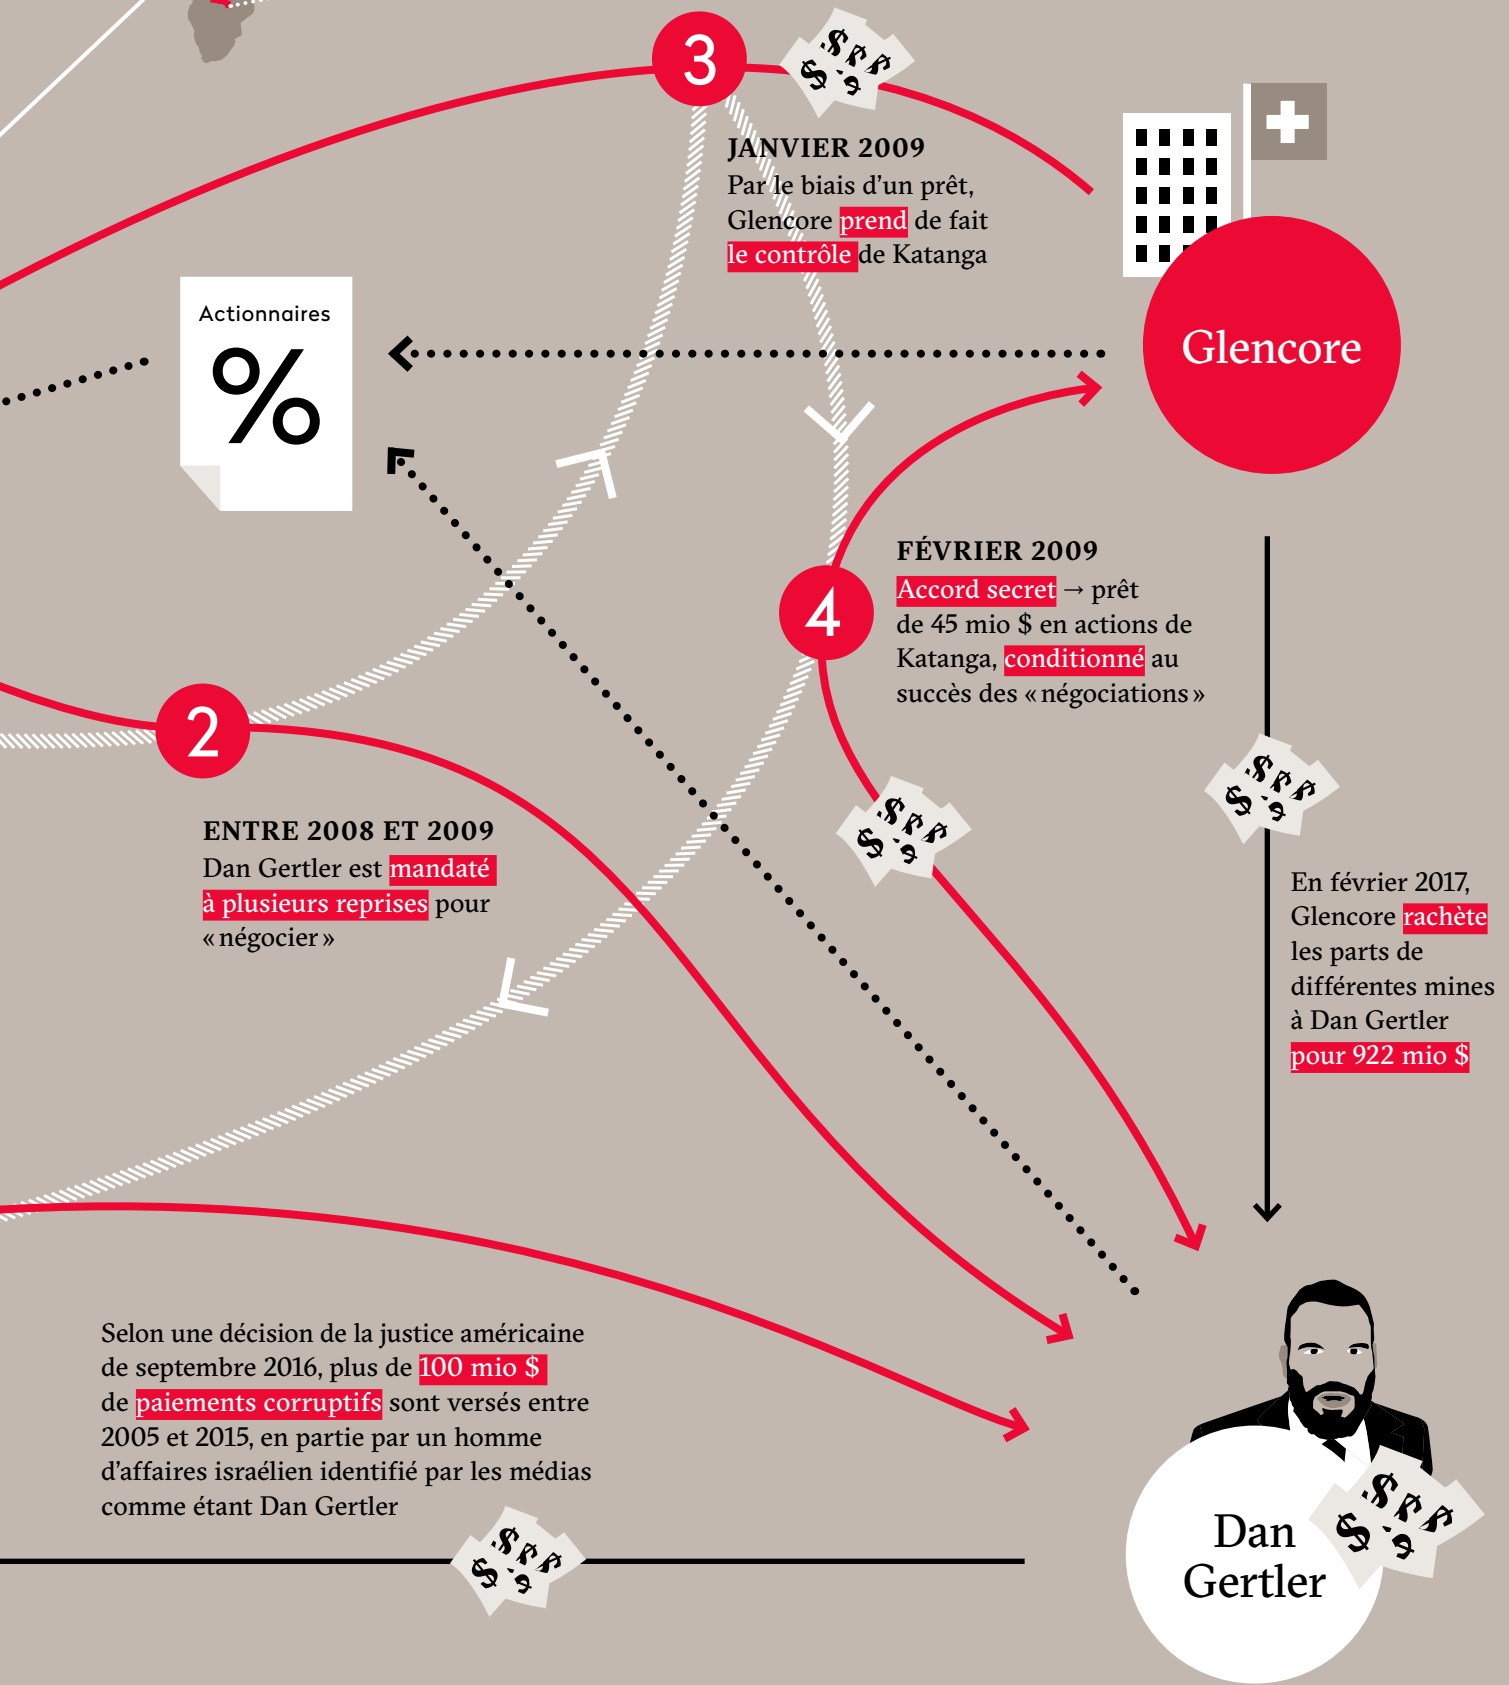 3
JANVIER 2009
Par le biais d’un prêt,
Glencore prend de fait
le contrôle de Katanga
Actionnaires
%
Glencore
FÉVRIER 2009
Accord secret → prêt
de 45 mio $ en actions de
Katanga, conditionné au
succès des «négociations»
4
2
ENTRE 2008 ET 2009
Dan Gertler est mandaté
à plusieurs reprises pour
«négocier»
En février 2017,
Glencore rachète
les parts de
différentes mines
à Dan Gertler
pour 922 mio $
Selon une décision de la justice américaine
de septembre 2016, plus de 100 mio $
de paiements corruptifs sont versés entre
2005 et 2015, en partie par un homme
d’affaires israélien identifié par les médias
comme étant Dan Gertler
Dan
Gertler